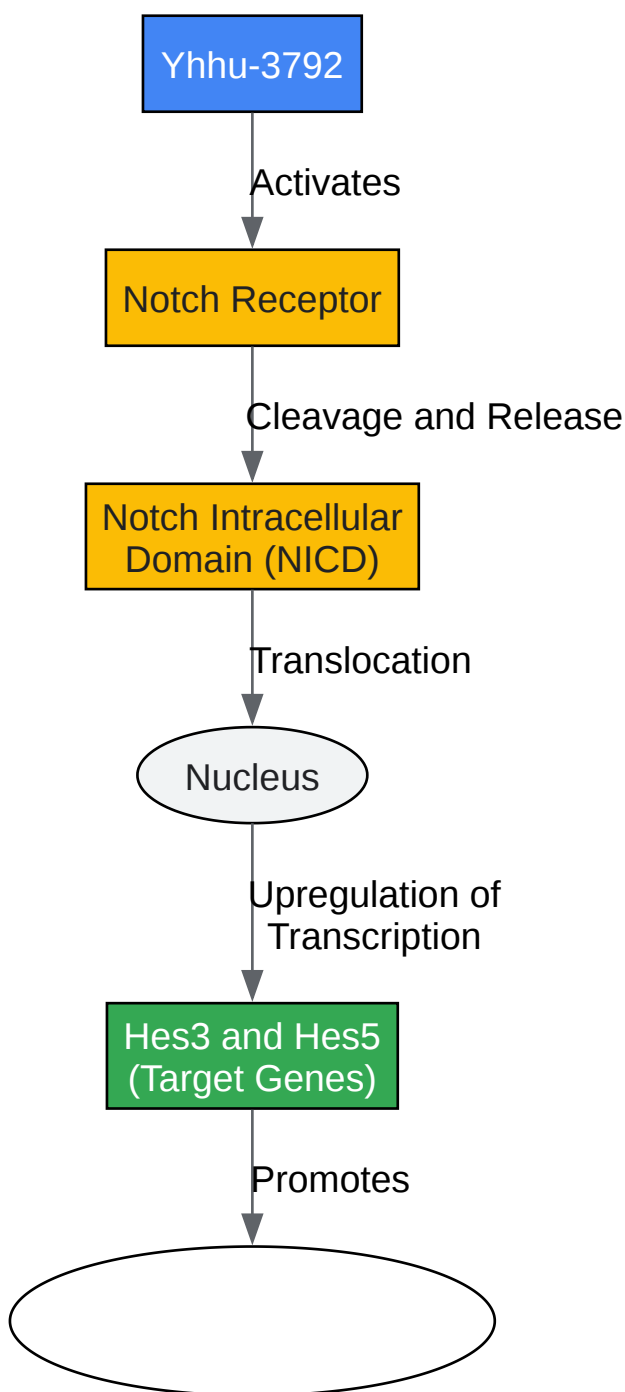 Yhhu-3792
Activates
Notch Receptor
Cleavage and Release
Notch Intracellular
Domain (NICD)
Translocation
Nucleus
Upregulation of
Transcription
Hes3 and Hes5
(Target Genes)
Promotes